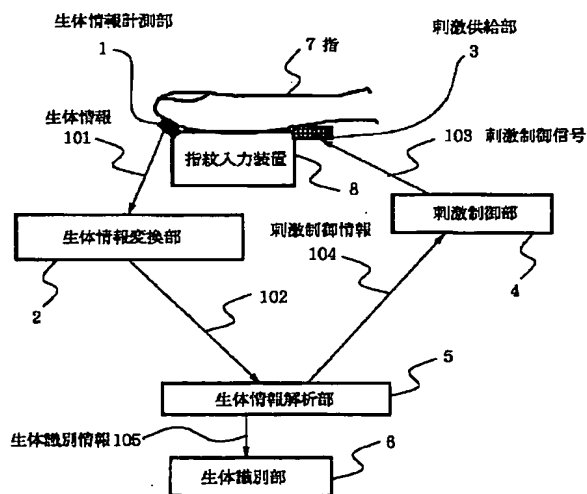 生体情報計測部
1
7 指
刺激供給部
3
生体情報
101
103 刺激制御信号
指紋入力装置
8
生体情報変換部
刺激制御情報
104
刺激制御部
2
102
4
5
生体情報解析部
生体識別情報105
6
生体識別部